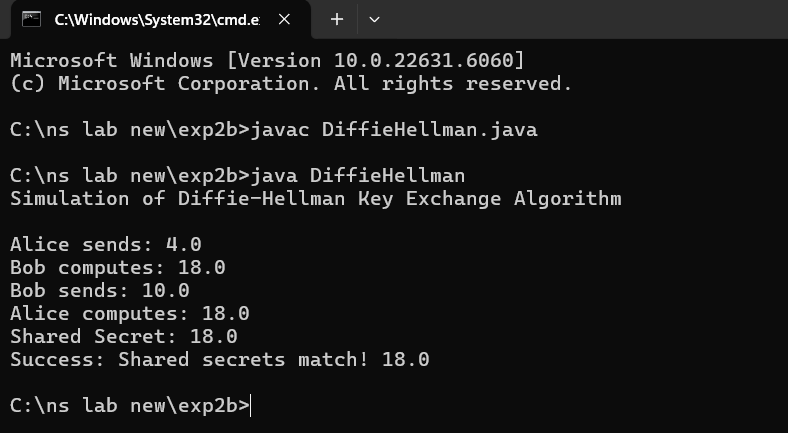 C:\Windows\System32\cmd.e
Microsoft Windows [Version 10.0.22631.6060]
(c) Microsoft Corporation. All rights reserved.
C:\ns lab new\exp2b>javac DiffieHellman.java
C:\ns lab new\exp2b>java DiffieHellman
Simulation of Diffie-Hellman Key Exchange Algorithm
Alice sends: 4.0
Bob computes: 18.0
Bob sends: 10.0
Alice computes: 18.0
Shared Secret: 18.0
Success: Shared secrets match! 18.0
C:\ns lab new\exp2b>